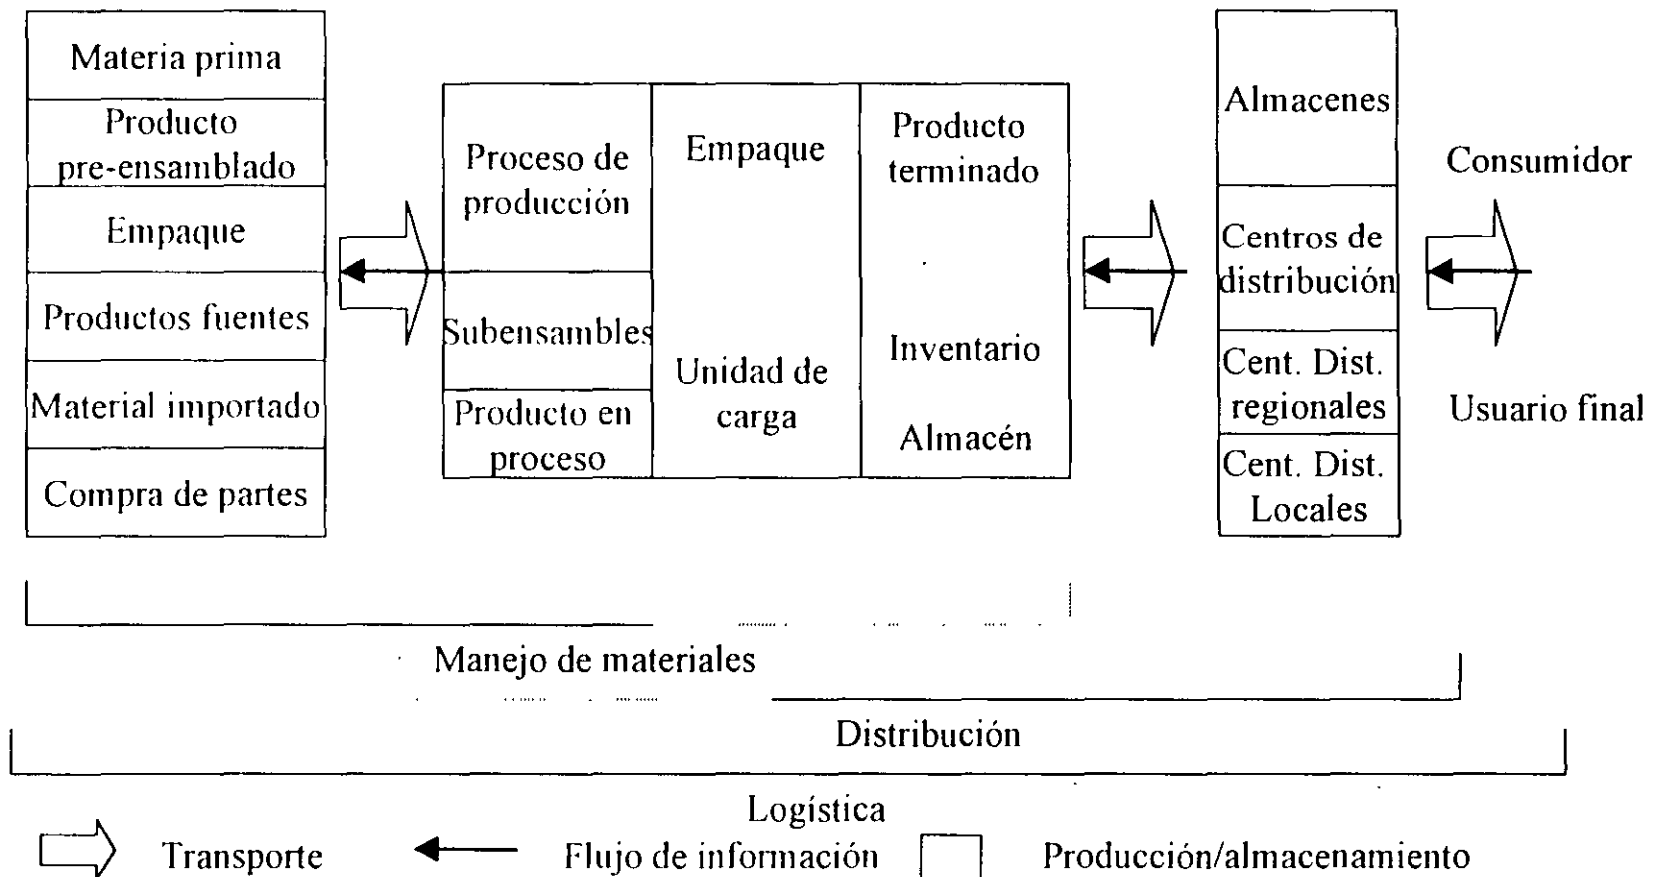 Materia prima
Producto
pre-ensamblado
Empaque
Productos fuentes
Material importado
Compra de partes
Proceso de
producción
Subensambles
Producto en
proceso
Empaque
Unidad de
carga
Producto
terminado
Inventario
Almacén
Almacenes
Centros de
distribución
Cent. Dist.
regionales
Cent. Dist.
Locales
Consumidor
Usuario final
Manejo de materiales
Distribución
Logística
Transporte
Flujo de información
Producción/almacenamiento